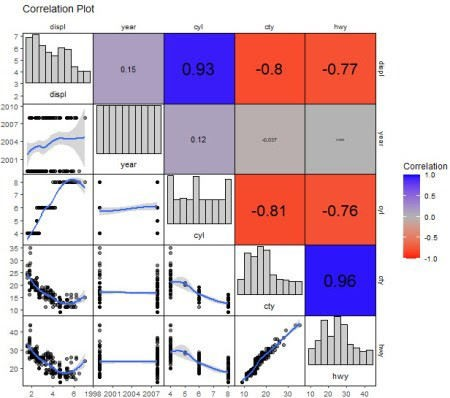 Correlation Plot
displ year cyl cty hwy
7
6
5
4
3
2
displ
0.15 0.93 -0.8 -0.77
displ
2010
2007
2004
2001
year
0.12 -0.037
year
8
7
6
5
4
cyl
-0.81 -0.76
cyl
35
30
25
20
15
10
cty
0.96
cty
40
30
20
hwy
hwy
2 4 6 1998 2001 2004 2007 4 5 6 7 8 10 20 30 10 20 30 40
Correlation
1.0
0.5
0.0
-0.5
-1.0